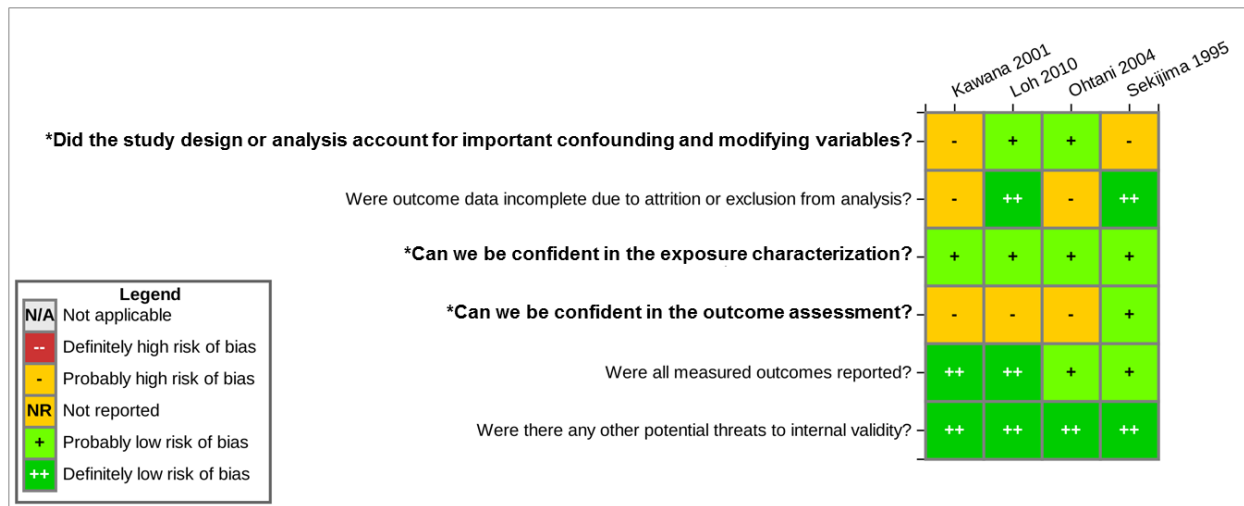 Kawana 2001
Loh 2010
Ohtani 2004
Sekijima 1995
*Did the study design or analysis account for important confounding and modifying variables?
- + + -
Were outcome data incomplete due to attrition or exclusion from analysis?
- ++ - ++
*Can we be confident in the exposure characterization?
+ + + +
*Can we be confident in the outcome assessment?
- - - +
Were all measured outcomes reported?
++ ++ + +
Were there any other potential threats to internal validity?
++ ++ ++ ++
Legend
N/A Not applicable
-- Definitely high risk of bias
- Probably high risk of bias
NR Not reported
+ Probably low risk of bias
++ Definitely low risk of bias